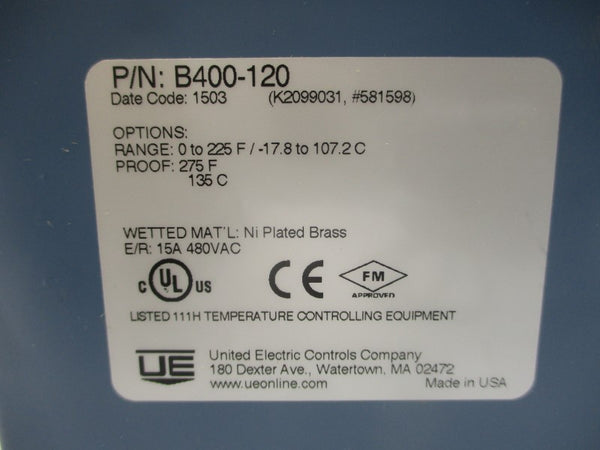 P/N: B400-120
Date Code: 1503 (K2099031, #581598)
OPTIONS:
RANGE: 0 to 225 F / -17.8 to 107.2 C
PROOF: 275 F
135 C
WETTED MAT'L: Ni Plated Brass
E/R: 15A 480VAC
C UL US CE FM
APPROVED
LISTED 111H TEMPERATURE CONTROLLING EQUIPMENT
UE United Electric Controls Company
180 Dexter Ave., Watertown, MA 02472
www.ueonline.com Made in USA